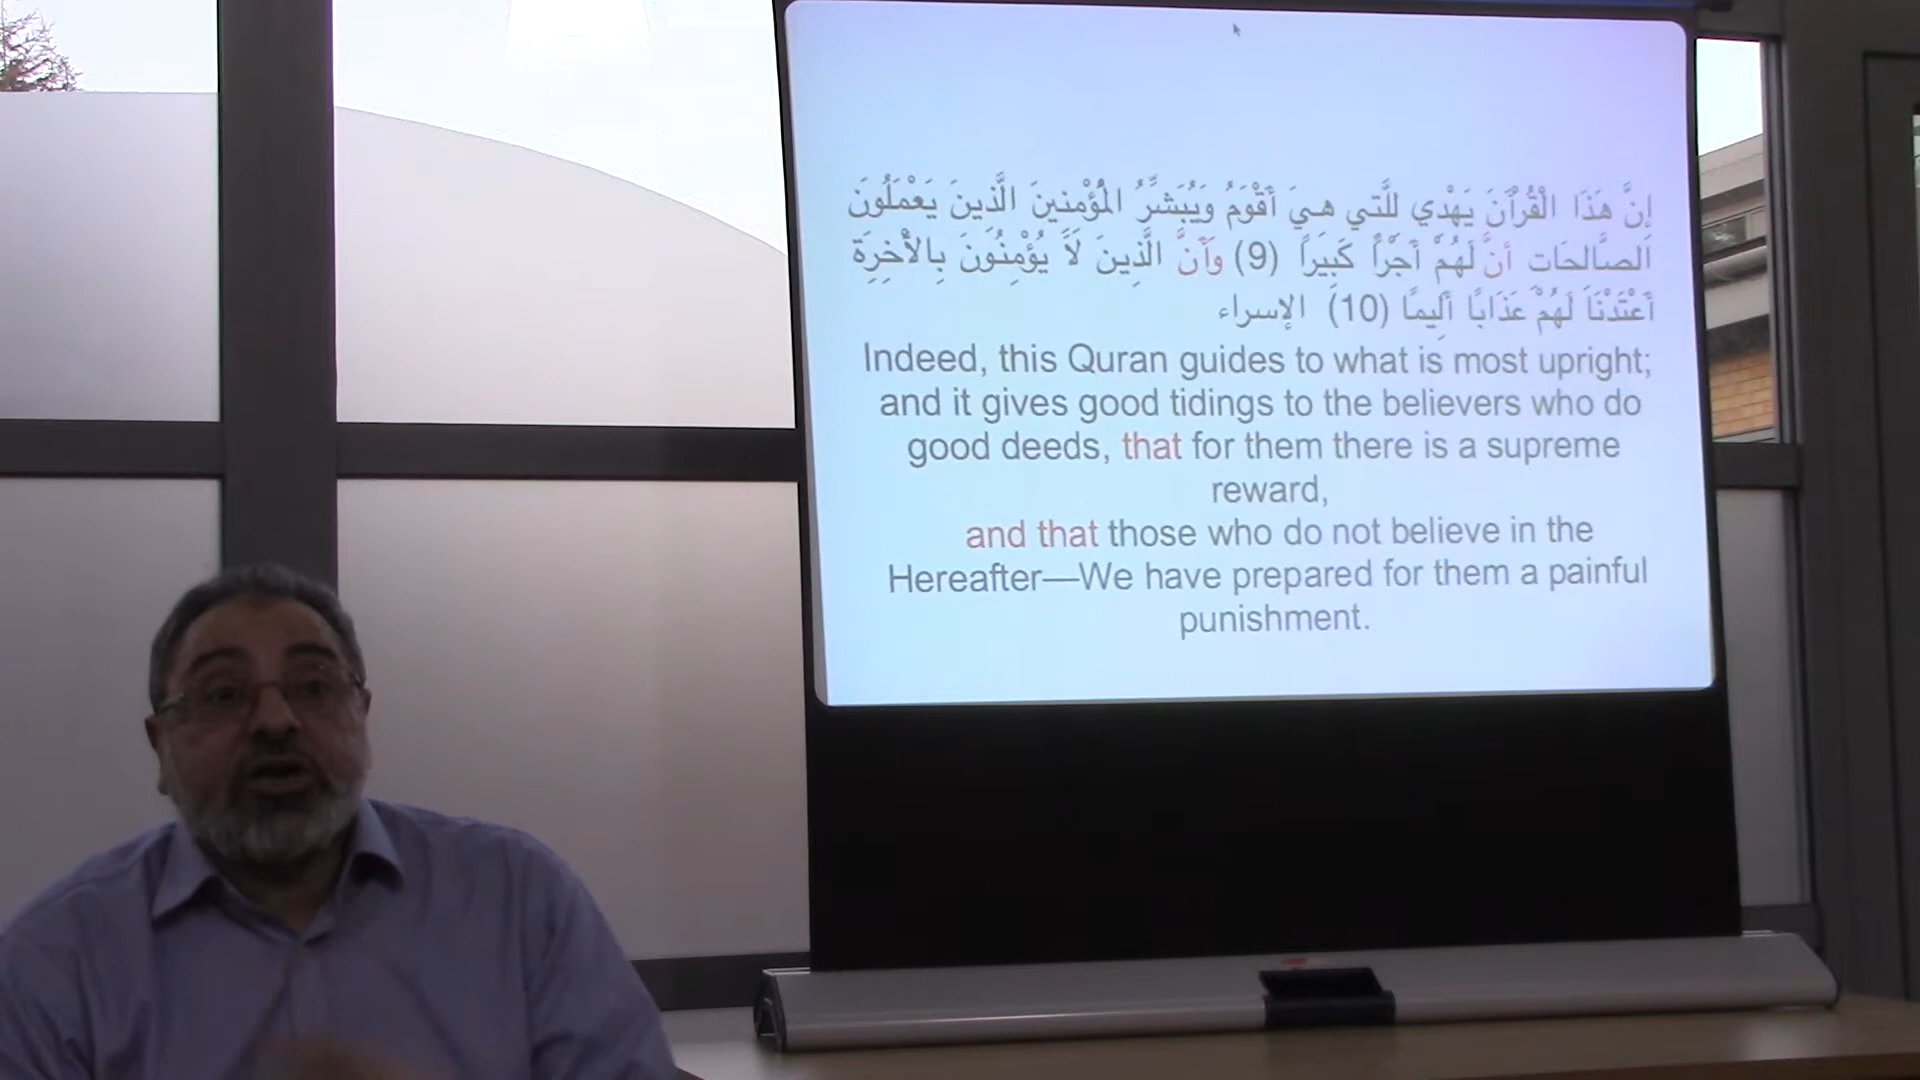 إِنَّ هَذَا الْقُرْآنَ يَهْدِي لِلَّتِي هِيَ أَقْوَمُ وَيُبَشِّرُ الْمُؤْمِنِينَ الَّذِينَ يَعْمَلُونَ
الصَّالِحَاتِ أَنَّ لَهُمْ أَجْرًا كَبِيرًا (9) وَأَنَّ الَّذِينَ لَا يُؤْمِنُونَ بِالْآخِرَةِ
أَعْتَدْنَا لَهُمْ عَذَابًا أَلِيمًا (10) الإسراء
Indeed, this Quran guides to what is most upright;
and it gives good tidings to the believers who do
good deeds, that for them there is a supreme
reward,
and that those who do not believe in the
Hereafter—We have prepared for them a painful
punishment.